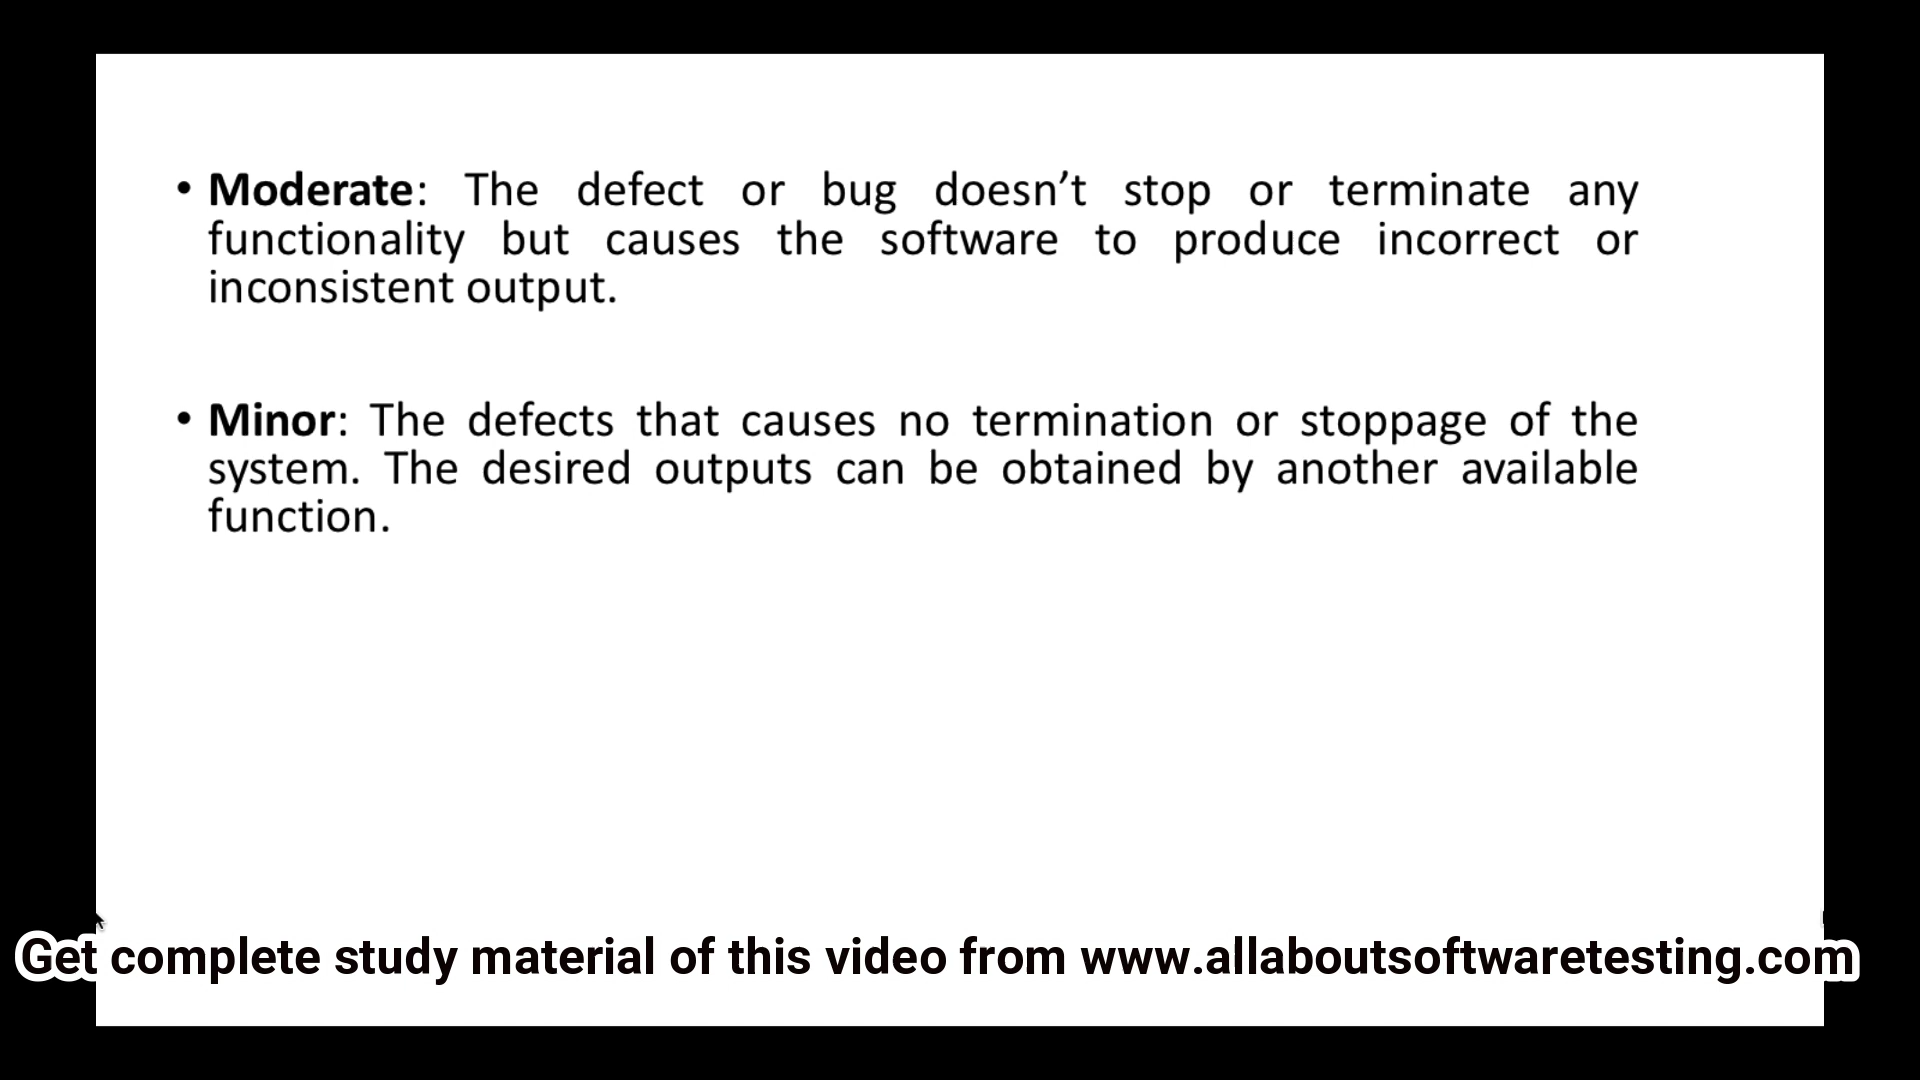 • Moderate: The defect or bug doesn’t stop or terminate any
functionality but causes the software to produce incorrect or
inconsistent output.
• Minor: The defects that causes no termination or stoppage of the
system. The desired outputs can be obtained by another available
function.
Get complete study material of this video from www.allaboutsoftwaretesting.com